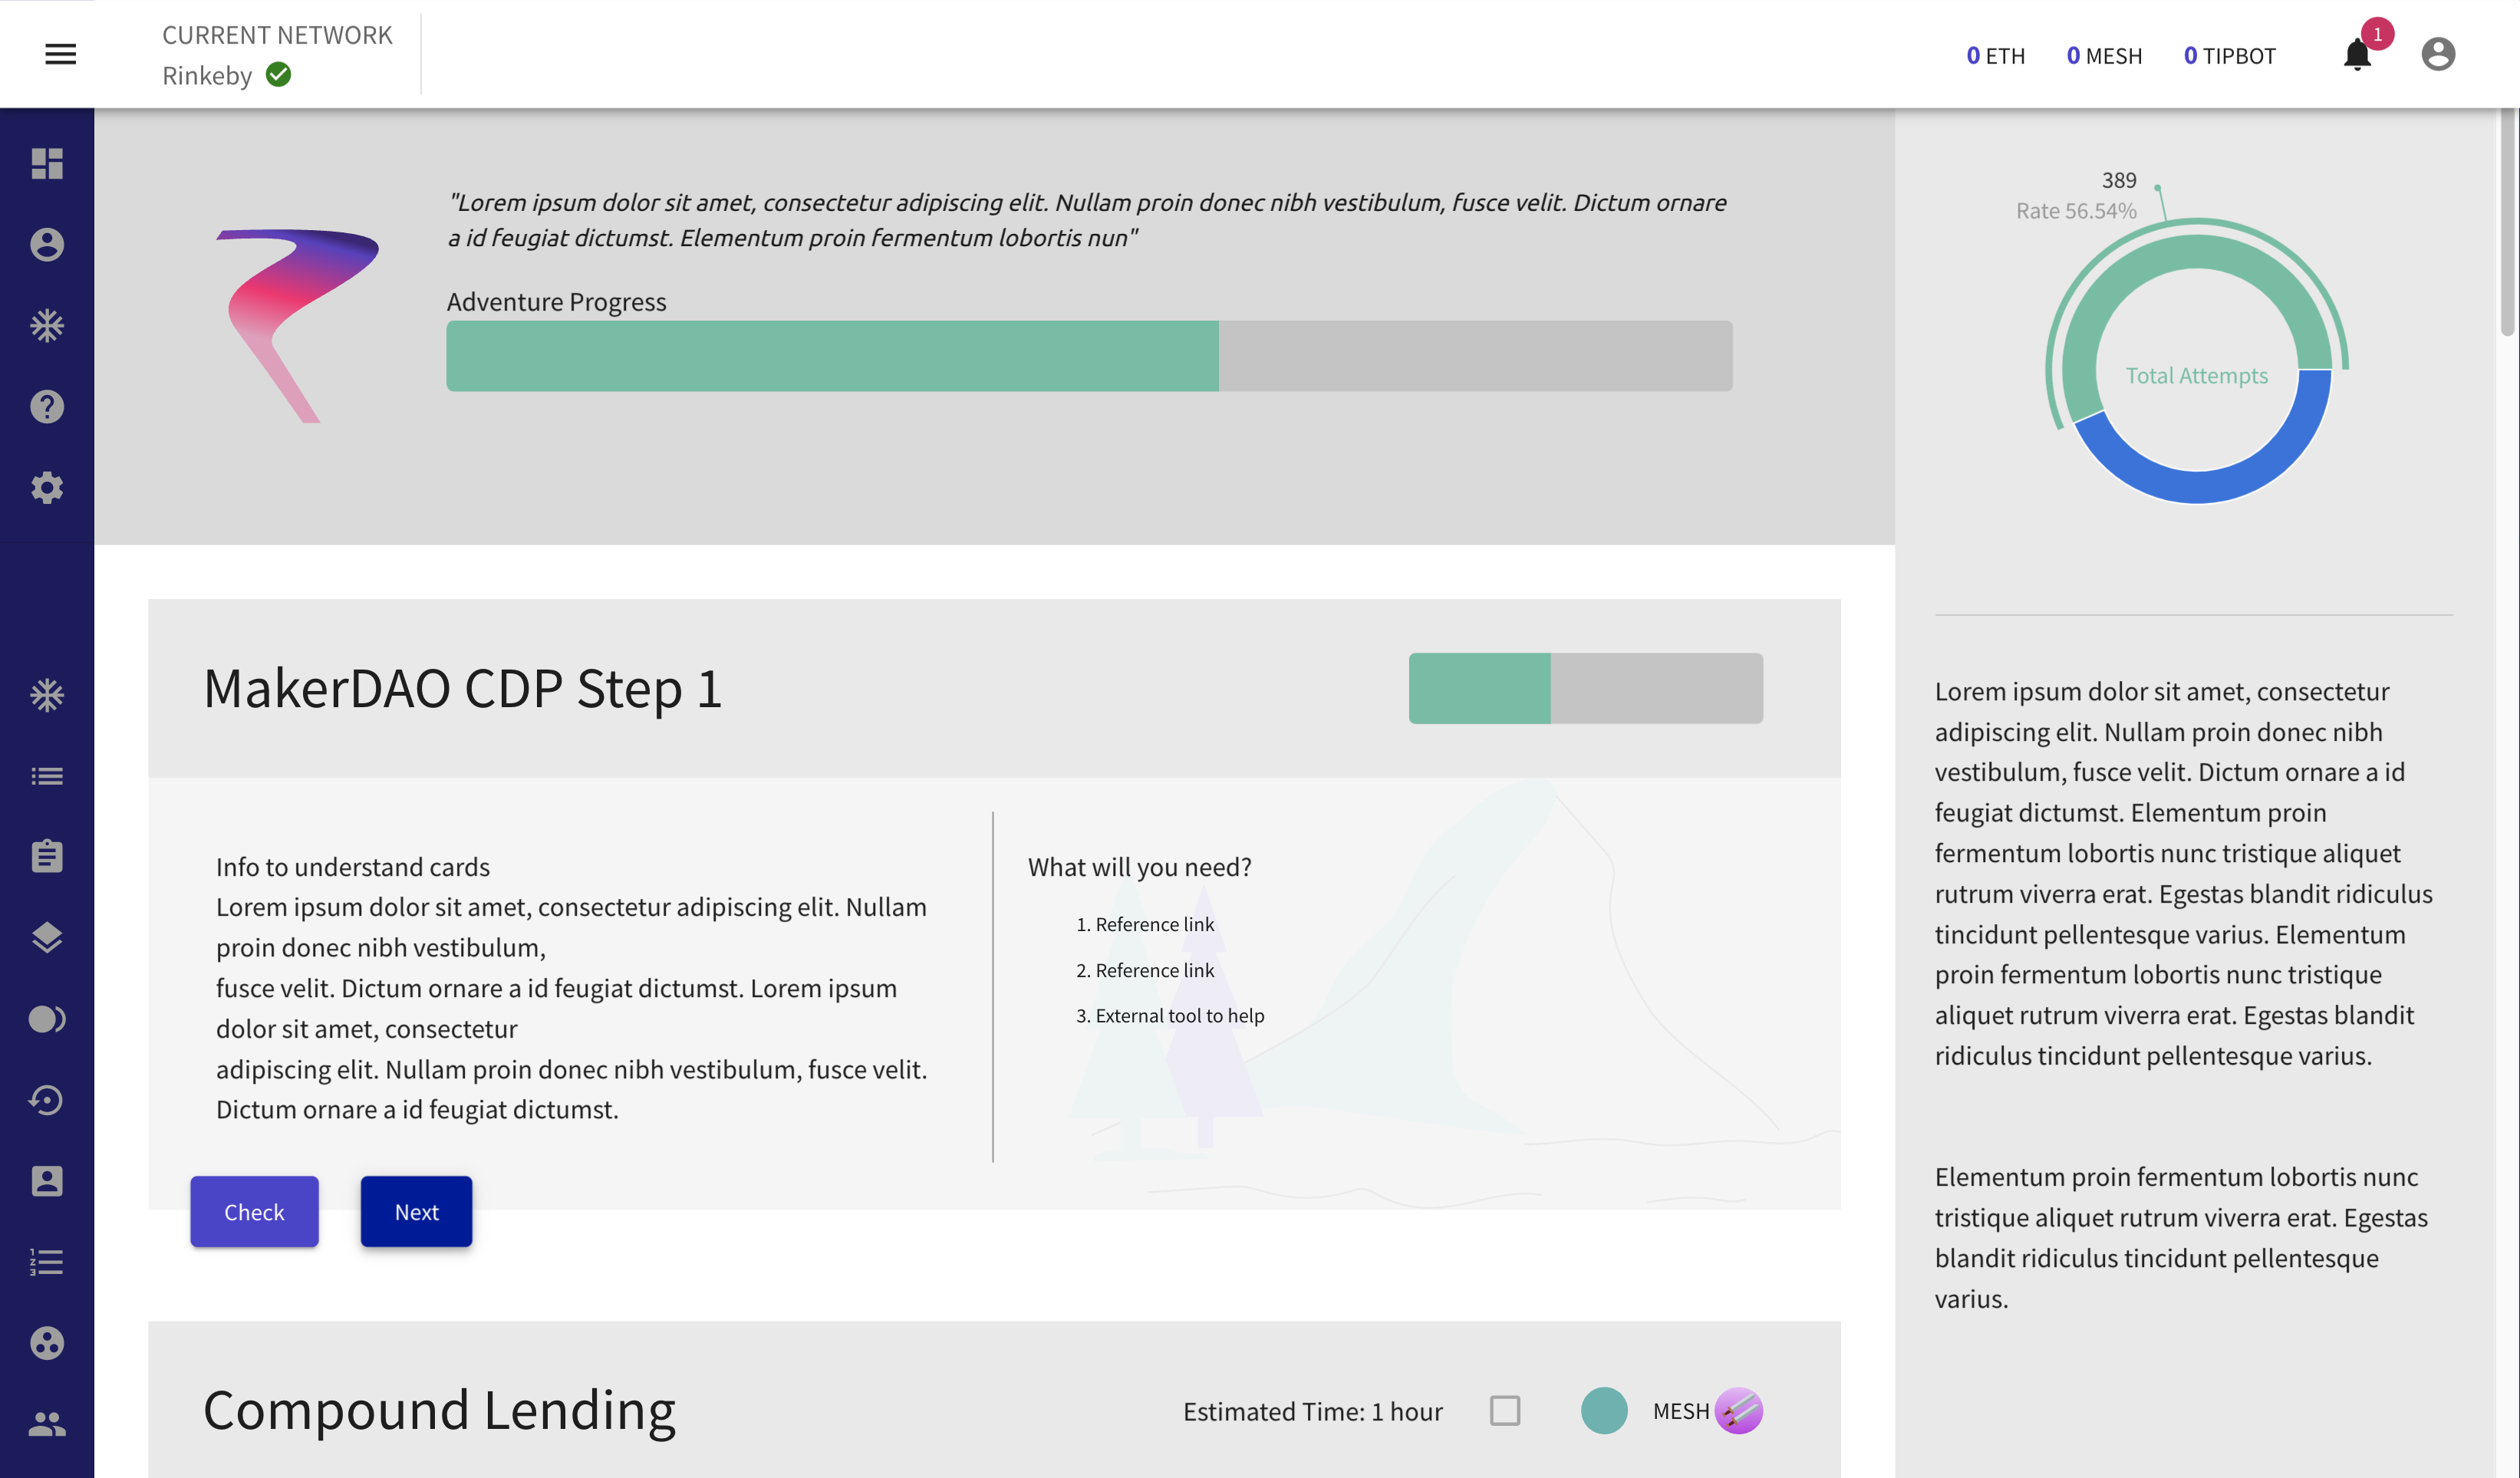 CURRENT NETWORK
Rinkeby
0 ETH
0 MESH
0 TIPBOT
1
"Lorem ipsum dolor sit amet, consectetur adipiscing elit. Nullam proin donec nibh vestibulum, fusce velit. Dictum ornare
a id feugiat dictumst. Elementum proin fermentum lobortis nun"
Adventure Progress
389
Rate 56.54%
Total Attempts
MakerDAO CDP Step 1
Info to understand cards
Lorem ipsum dolor sit amet, consectetur adipiscing elit. Nullam
proin donec nibh vestibulum,
fusce velit. Dictum ornare a id feugiat dictumst. Lorem ipsum
dolor sit amet, consectetur
adipiscing elit. Nullam proin donec nibh vestibulum, fusce velit.
Dictum ornare a id feugiat dictumst.
What will you need?
1. Reference link
2. Reference link
3. External tool to help
Check
Next
Compound Lending
Estimated Time: 1 hour
MESH
Lorem ipsum dolor sit amet, consectetur
adipiscing elit. Nullam proin donec nibh
vestibulum, fusce velit. Dictum ornare a id
feugiat dictumst. Elementum proin
fermentum lobortis nunc tristique aliquet
rutrum viverra erat. Egestas blandit ridiculus
tincidunt pellentesque varius. Elementum
proin fermentum lobortis nunc tristique
aliquet rutrum viverra erat. Egestas blandit
ridiculus tincidunt pellentesque varius.
Elementum proin fermentum lobortis nunc
tristique aliquet rutrum viverra erat. Egestas
blandit ridiculus tincidunt pellentesque
varius.